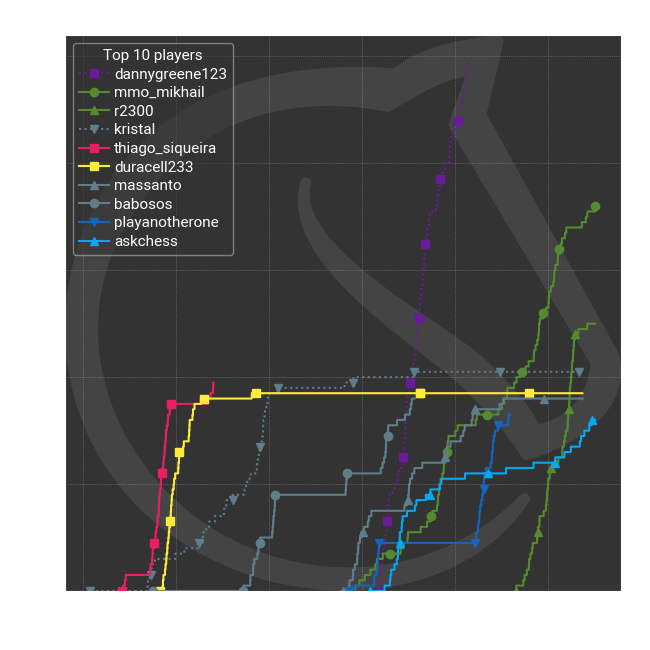 Top 10 players
dannygreene123
mmo_mikhail
r2300
kristal
thiago_siqueira
duracell233
massanto
babosos
playanotherone
askchess